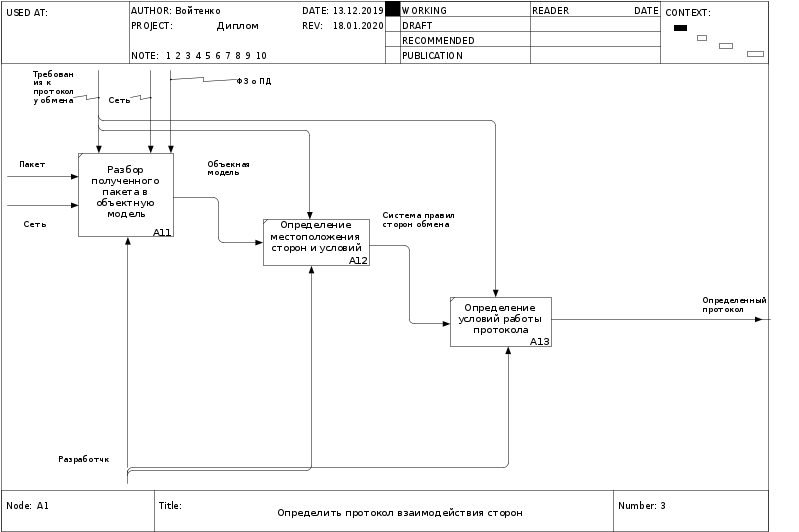 USED AT:
AUTHOR: Войтенко
DATE: 13.12.2019
WORKING
READER
DATE
CONTEXT:
PROJECT: Диплом
REV: 18.01.2020
DRAFT
RECOMMENDED
NOTE: 1 2 3 4 5 6 7 8 9 10
PUBLICATION
Требован
ия к
протокол
у обмена
Сеть
ФЗ о ПД
Пакет
Сеть
Разбор
полученного
пакета в
объектную
модель
A11
Объекная
модель
Определение
местоположения
сторон и условий
A12
Система правил
сторон обмена
Определение
условий работы
протокола
A13
Определенный
протокол
Разработчк
Node: A1
Title:
Определить протокол взаимодействия сторон
Number: 3